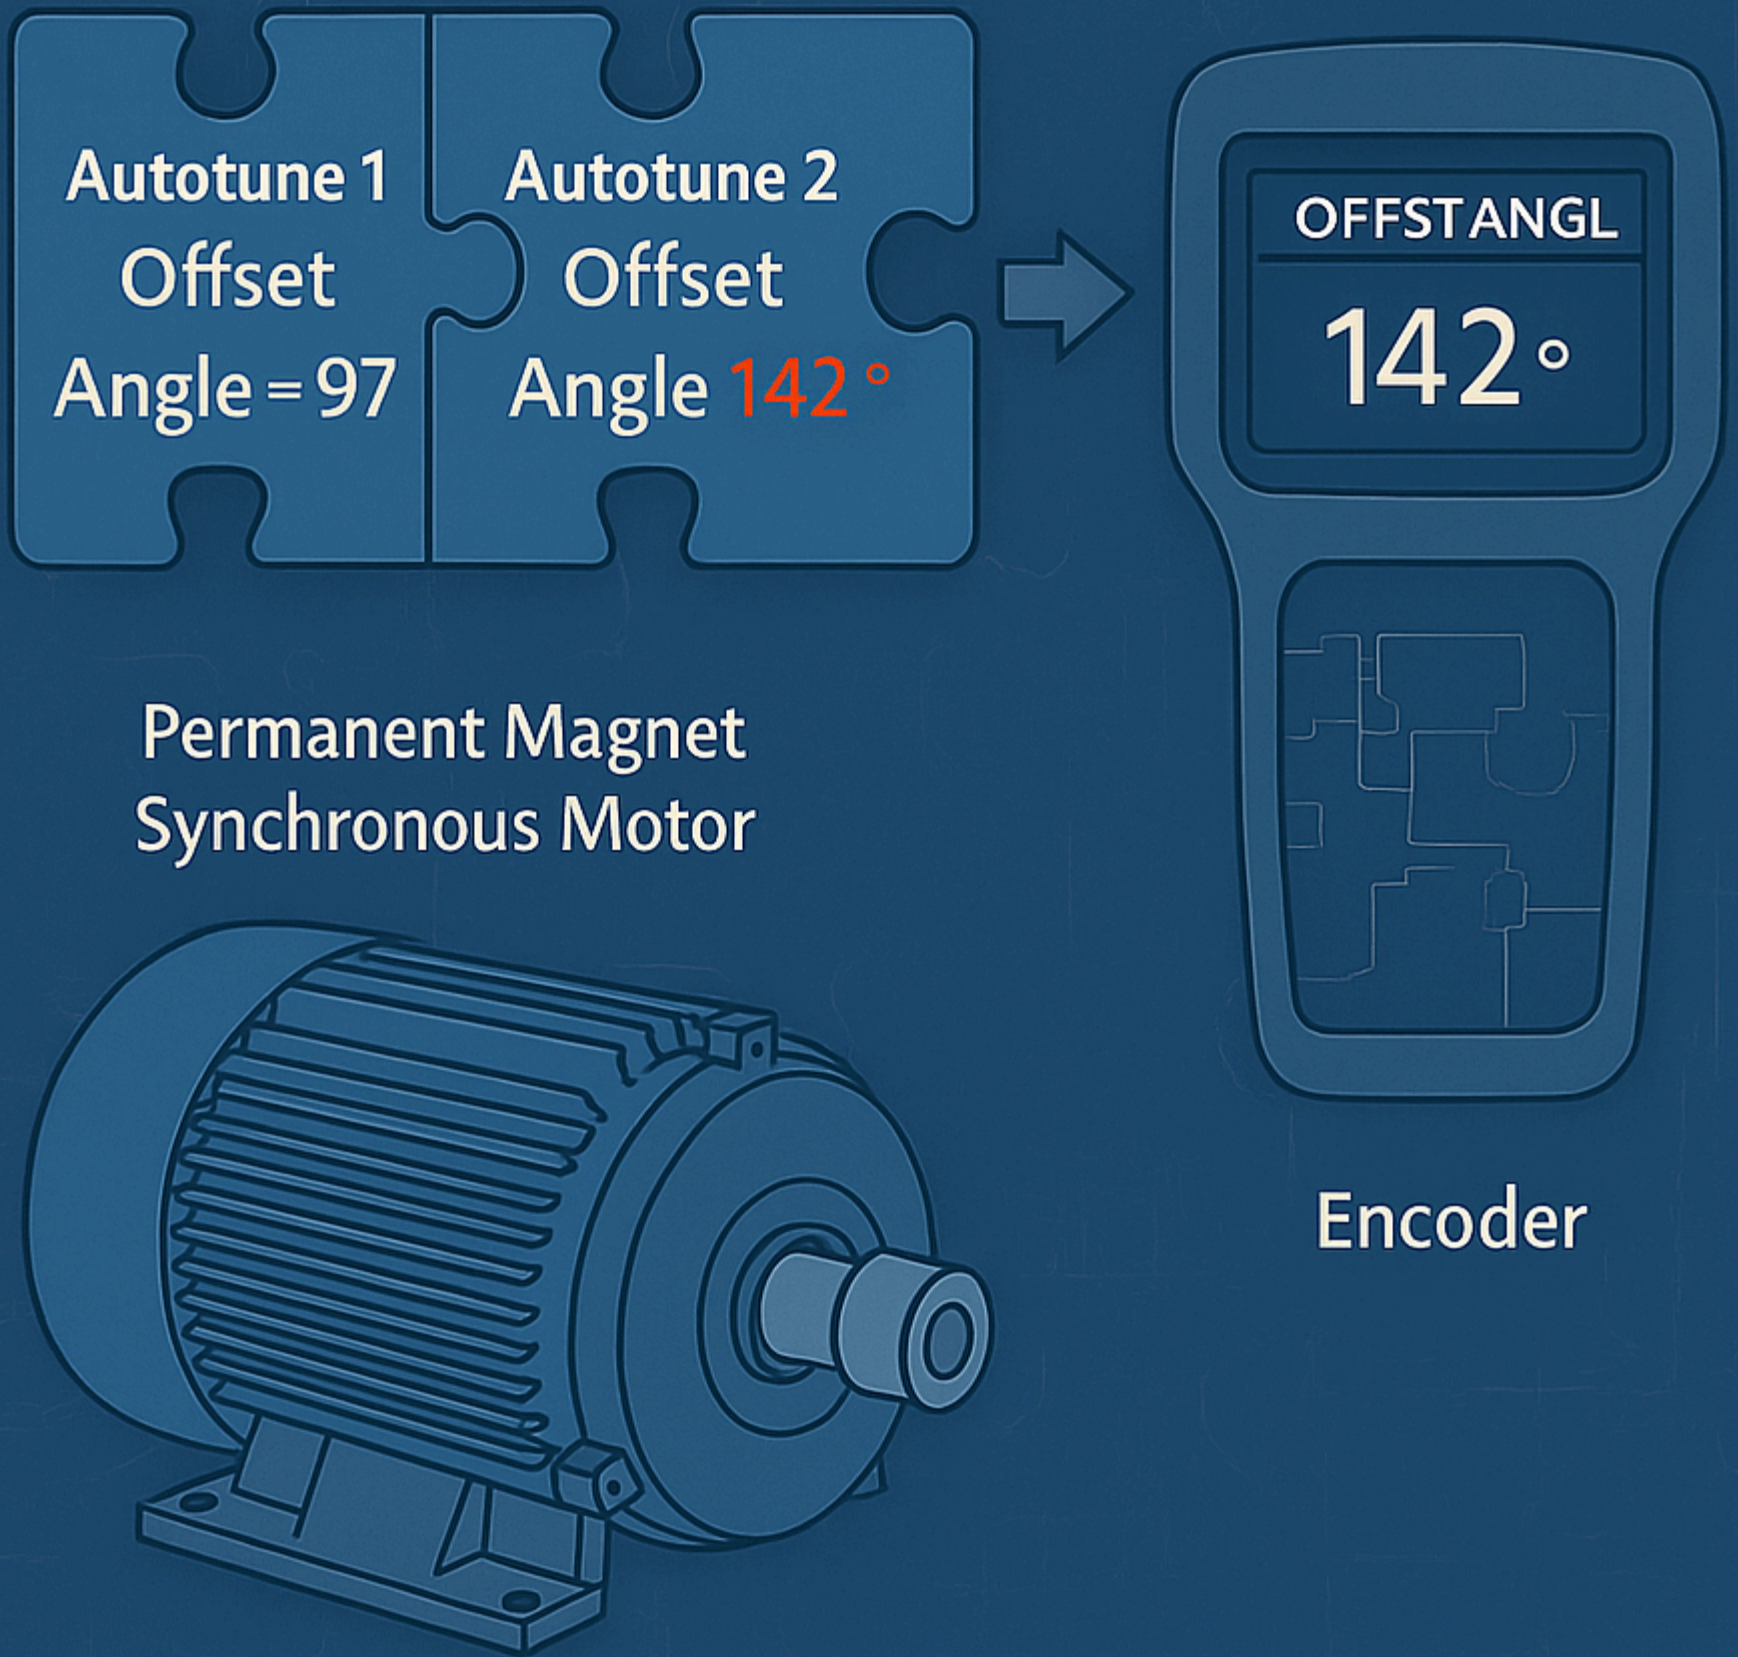 Autotune 1
Offset
Angle = 97
Autotune 2
Offset
Angle 142°
OFFSTANGL
142°
Permanent Magnet
Synchronous Motor
Encoder